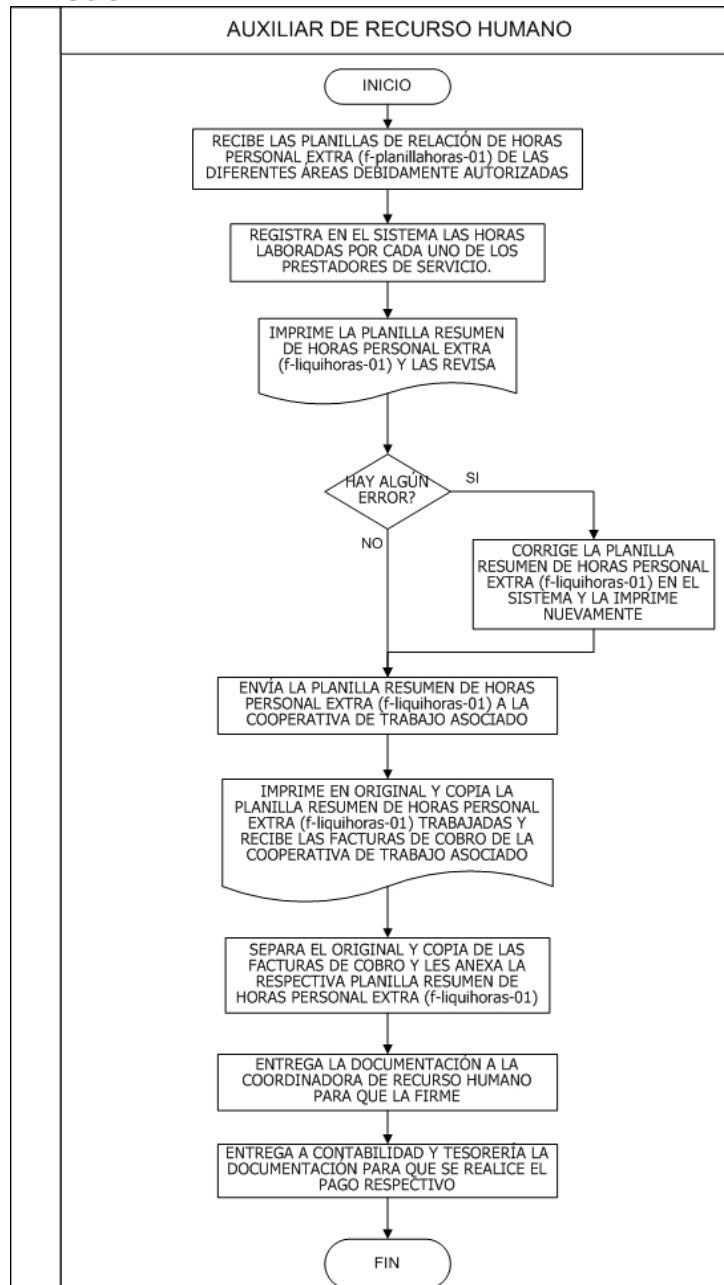 AUXILIAR DE RECURSO HUMANO
INICIO
RECIBE LAS PLANILLAS DE RELACIÓN DE HORAS
PERSONAL EXTRA (f-planillahoras-01) DE LAS
DIFERENTES ÁREAS DEBIDAMENTE AUTORIZADAS
REGISTRA EN EL SISTEMA LAS HORAS
LABORADAS POR CADA UNO DE LOS
PRESTADORES DE SERVICIO.
IMPRIME LA PLANILLA RESUMEN
DE HORAS PERSONAL EXTRA
(f-liquihoras-01) Y LAS REVISA
HAY ALGÚN
ERROR?
SI
NO
CORRIGE LA PLANILLA
RESUMEN DE HORAS PERSONAL
EXTRA (f-liquihoras-01) EN EL
SISTEMA Y LA IMPRIME
NUEVAMENTE
ENVÍA LA PLANILLA RESUMEN DE HORAS
PERSONAL EXTRA (f-liquihoras-01) A LA
COOPERATIVA DE TRABAJO ASOCIADO
IMPRIME EN ORIGINAL Y COPIA LA
PLANILLA RESUMEN DE HORAS PERSONAL
EXTRA (f-liquihoras-01) TRABAJADAS Y
RECIBE LAS FACTURAS DE COBRO DE LA
COOPERATIVA DE TRABAJO ASOCIADO
SEPARA EL ORIGINAL Y COPIA DE LAS
FACTURAS DE COBRO Y LES ANEXA LA
RESPECTIVA PLANILLA RESUMEN DE
HORAS PERSONAL EXTRA (f-liquihoras-01)
ENTREGA LA DOCUMENTACIÓN A LA
COORDINADORA DE RECURSO HUMANO
PARA QUE LA FIRME
ENTREGA A CONTABILIDAD Y TESORERÍA LA
DOCUMENTACIÓN PARA QUE SE REALICE EL
PAGO RESPECTIVO
FIN